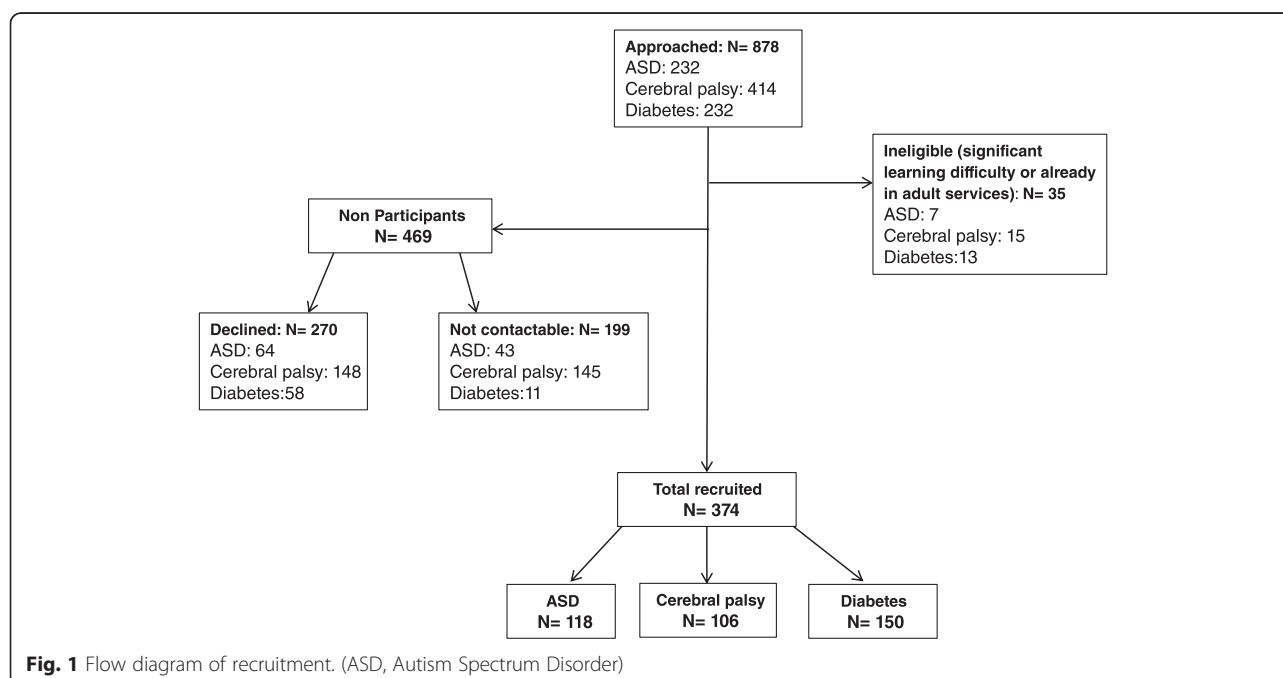 Approached: N= 878
ASD: 232
Cerebral palsy: 414
Diabetes: 232
Ineligible (significant
learning difficulty or already
in adult services): N= 35
ASD: 7
Cerebral palsy: 15
Diabetes:13
Non Participants
N= 469
Declined: N= 270
ASD: 64
Cerebral palsy: 148
Diabetes:58
Not contactable: N= 199
ASD: 43
Cerebral palsy: 145
Diabetes:11
Total recruited
N= 374
ASD
N= 118
Cerebral palsy
N= 106
Diabetes
N= 150
Fig. 1 Flow diagram of recruitment. (ASD, Autism Spectrum Disorder)